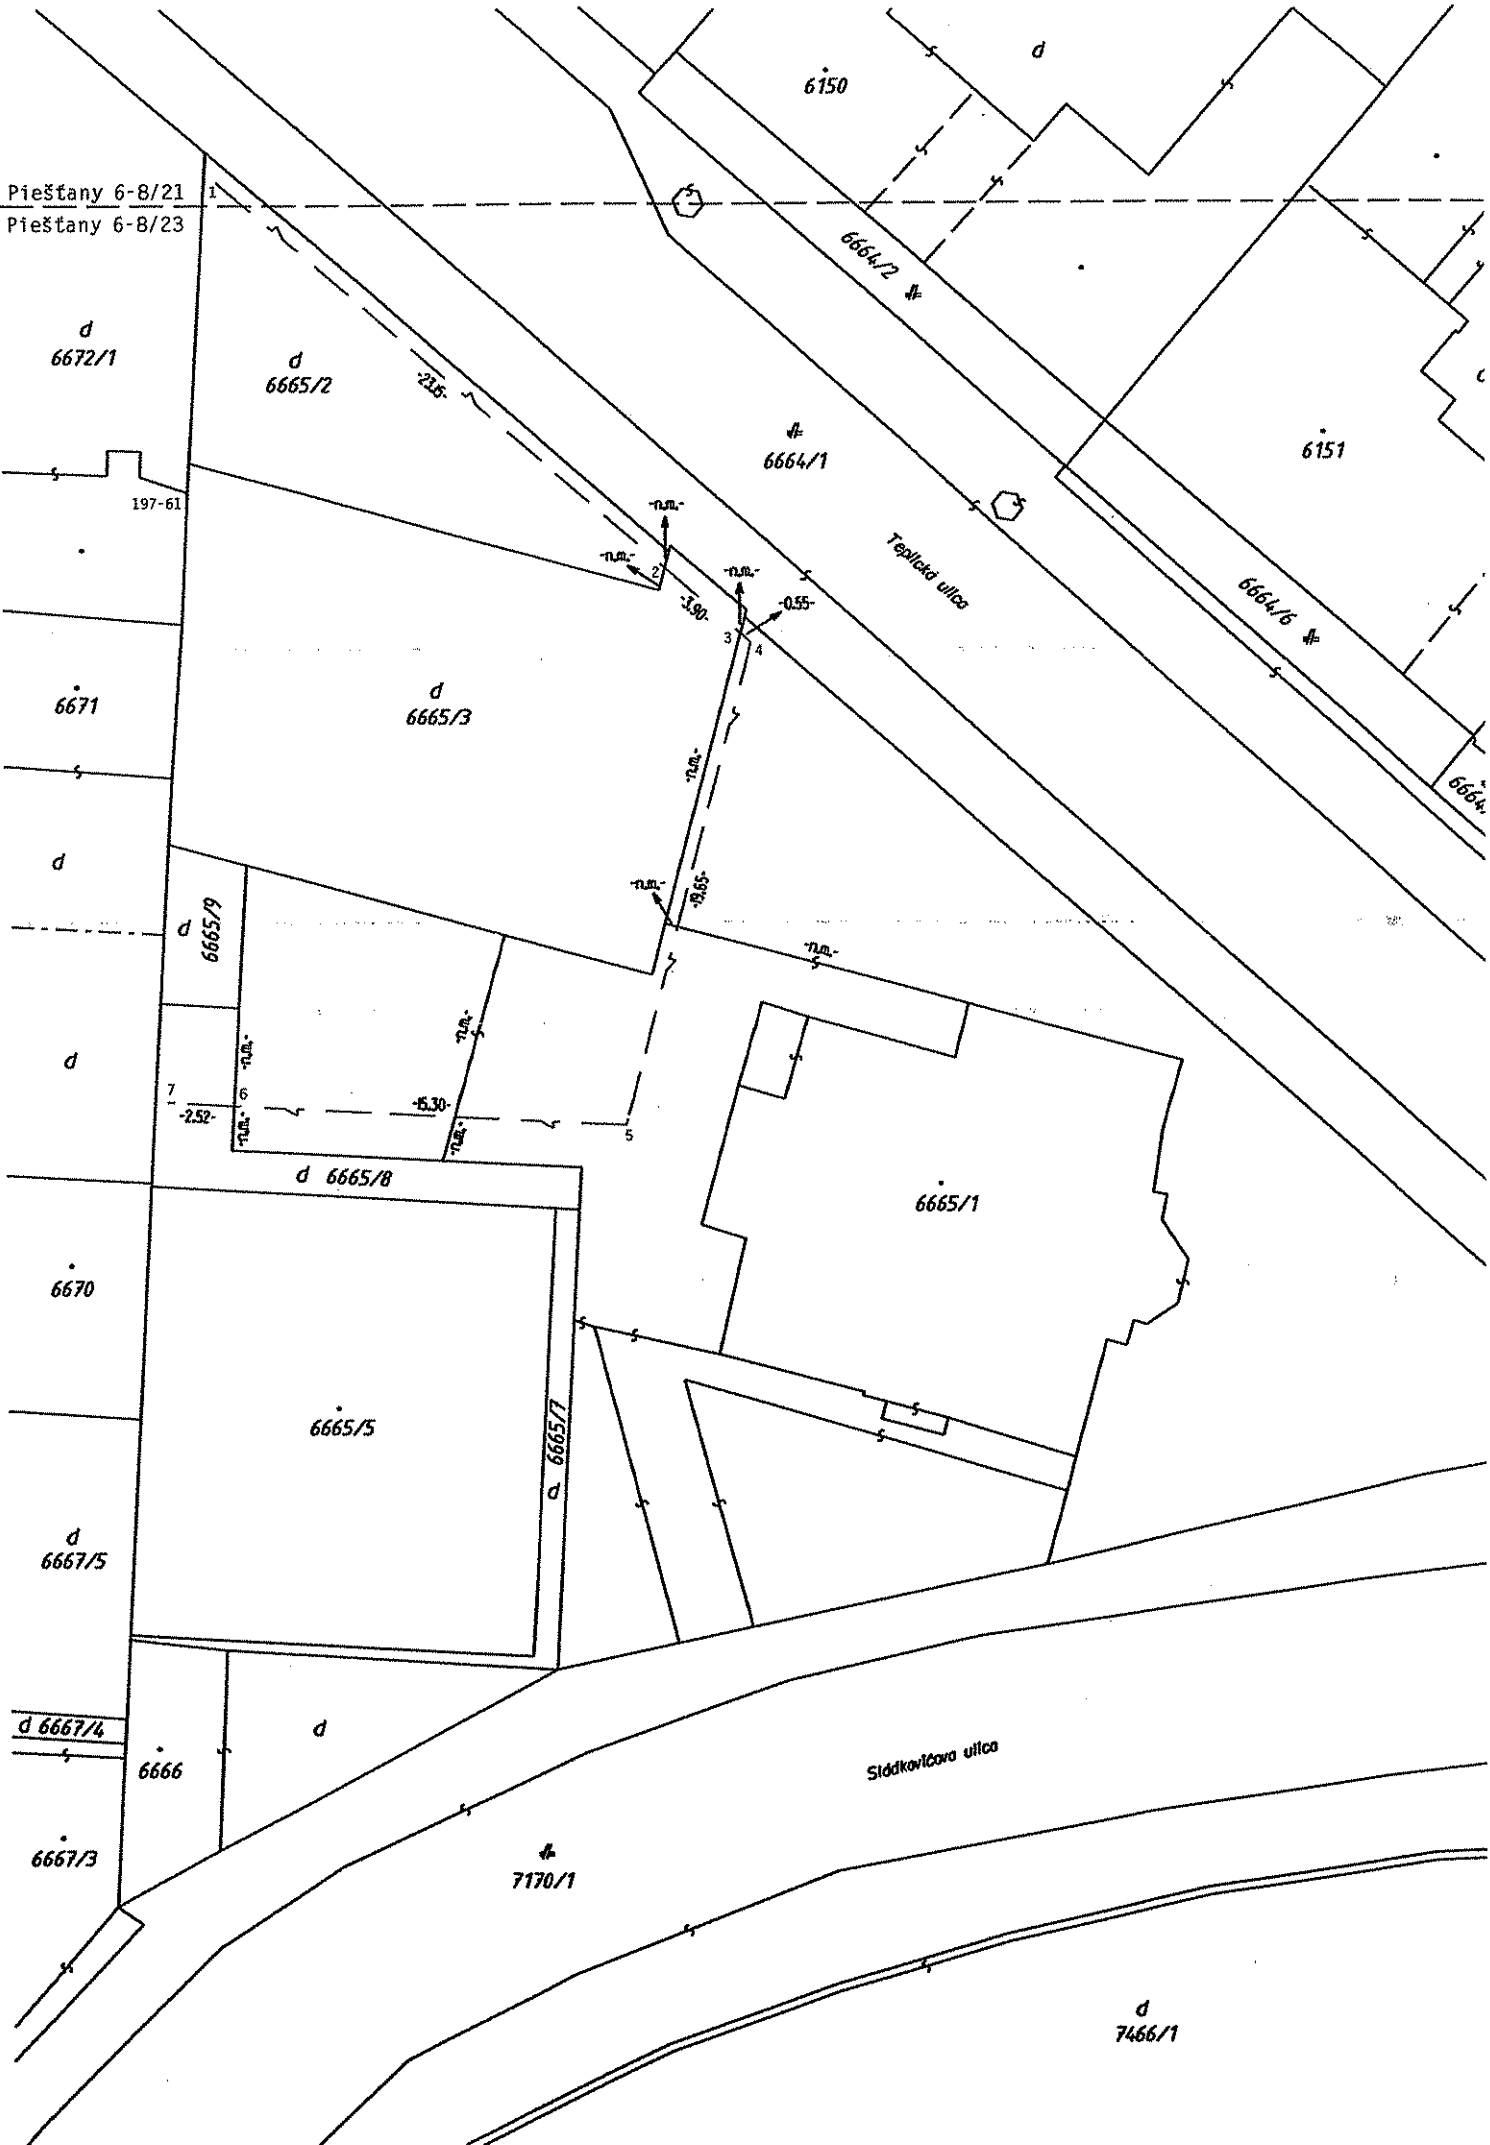 d
6150
Piešťany 6-8/21
1
Piešťany 6-8/23
6664/2
d
6672/1
d
6665/2
-23.15-
6664/1
6151
197-61
-n.m.-
-n.m.-
2
-n.m.-
-3.90-
-0.55-
3
4
Teplická ulica
6664/6
6671
d
6665/3
-n.m.-
6664
d
-n.m.-
-19.65-
d
6665/9
-n.m.-
-n.m.-
-n.m.-
d
7
6
-2.52-
-15.30-
5
-n.m.-
-n.m.-
d 6665/8
6665/1
6670
6665/5
d 6665/7
d
6667/5
d 6667/4
d
6666
Sládkovičova ulica
6667/3
7170/1
d
7466/1